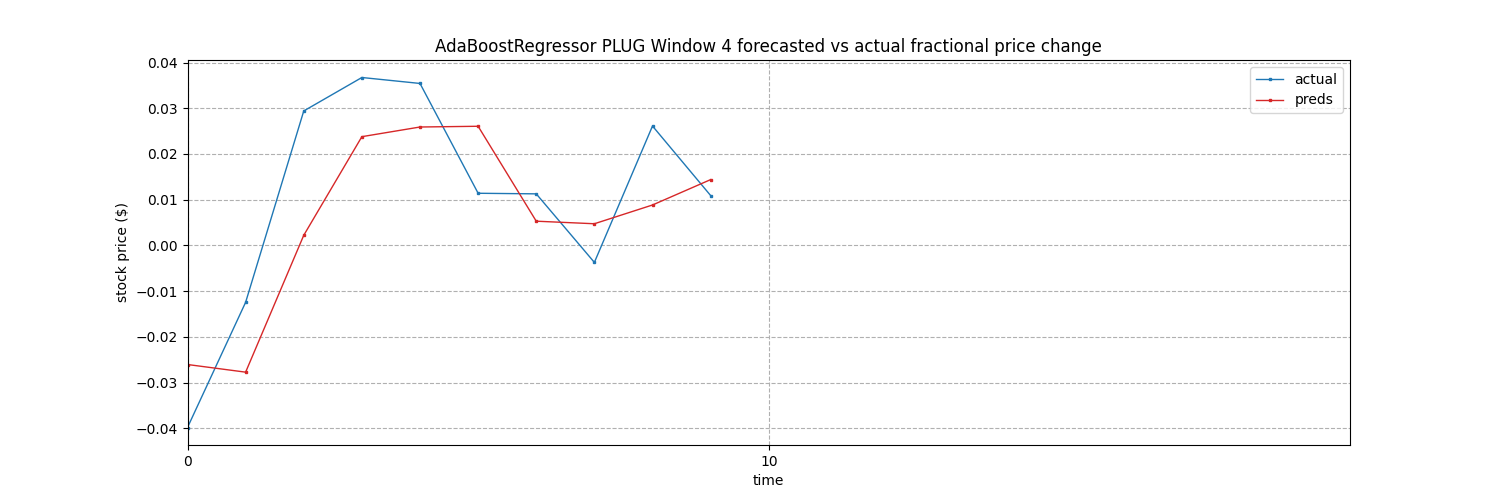 AdaBoostRegressor PLUG Window 4 forecasted vs actual fractional price change
actual
preds
stock price ($)
0.04
0.03
0.02
0.01
0.00
−0.01
−0.02
−0.03
−0.04
0
10
time